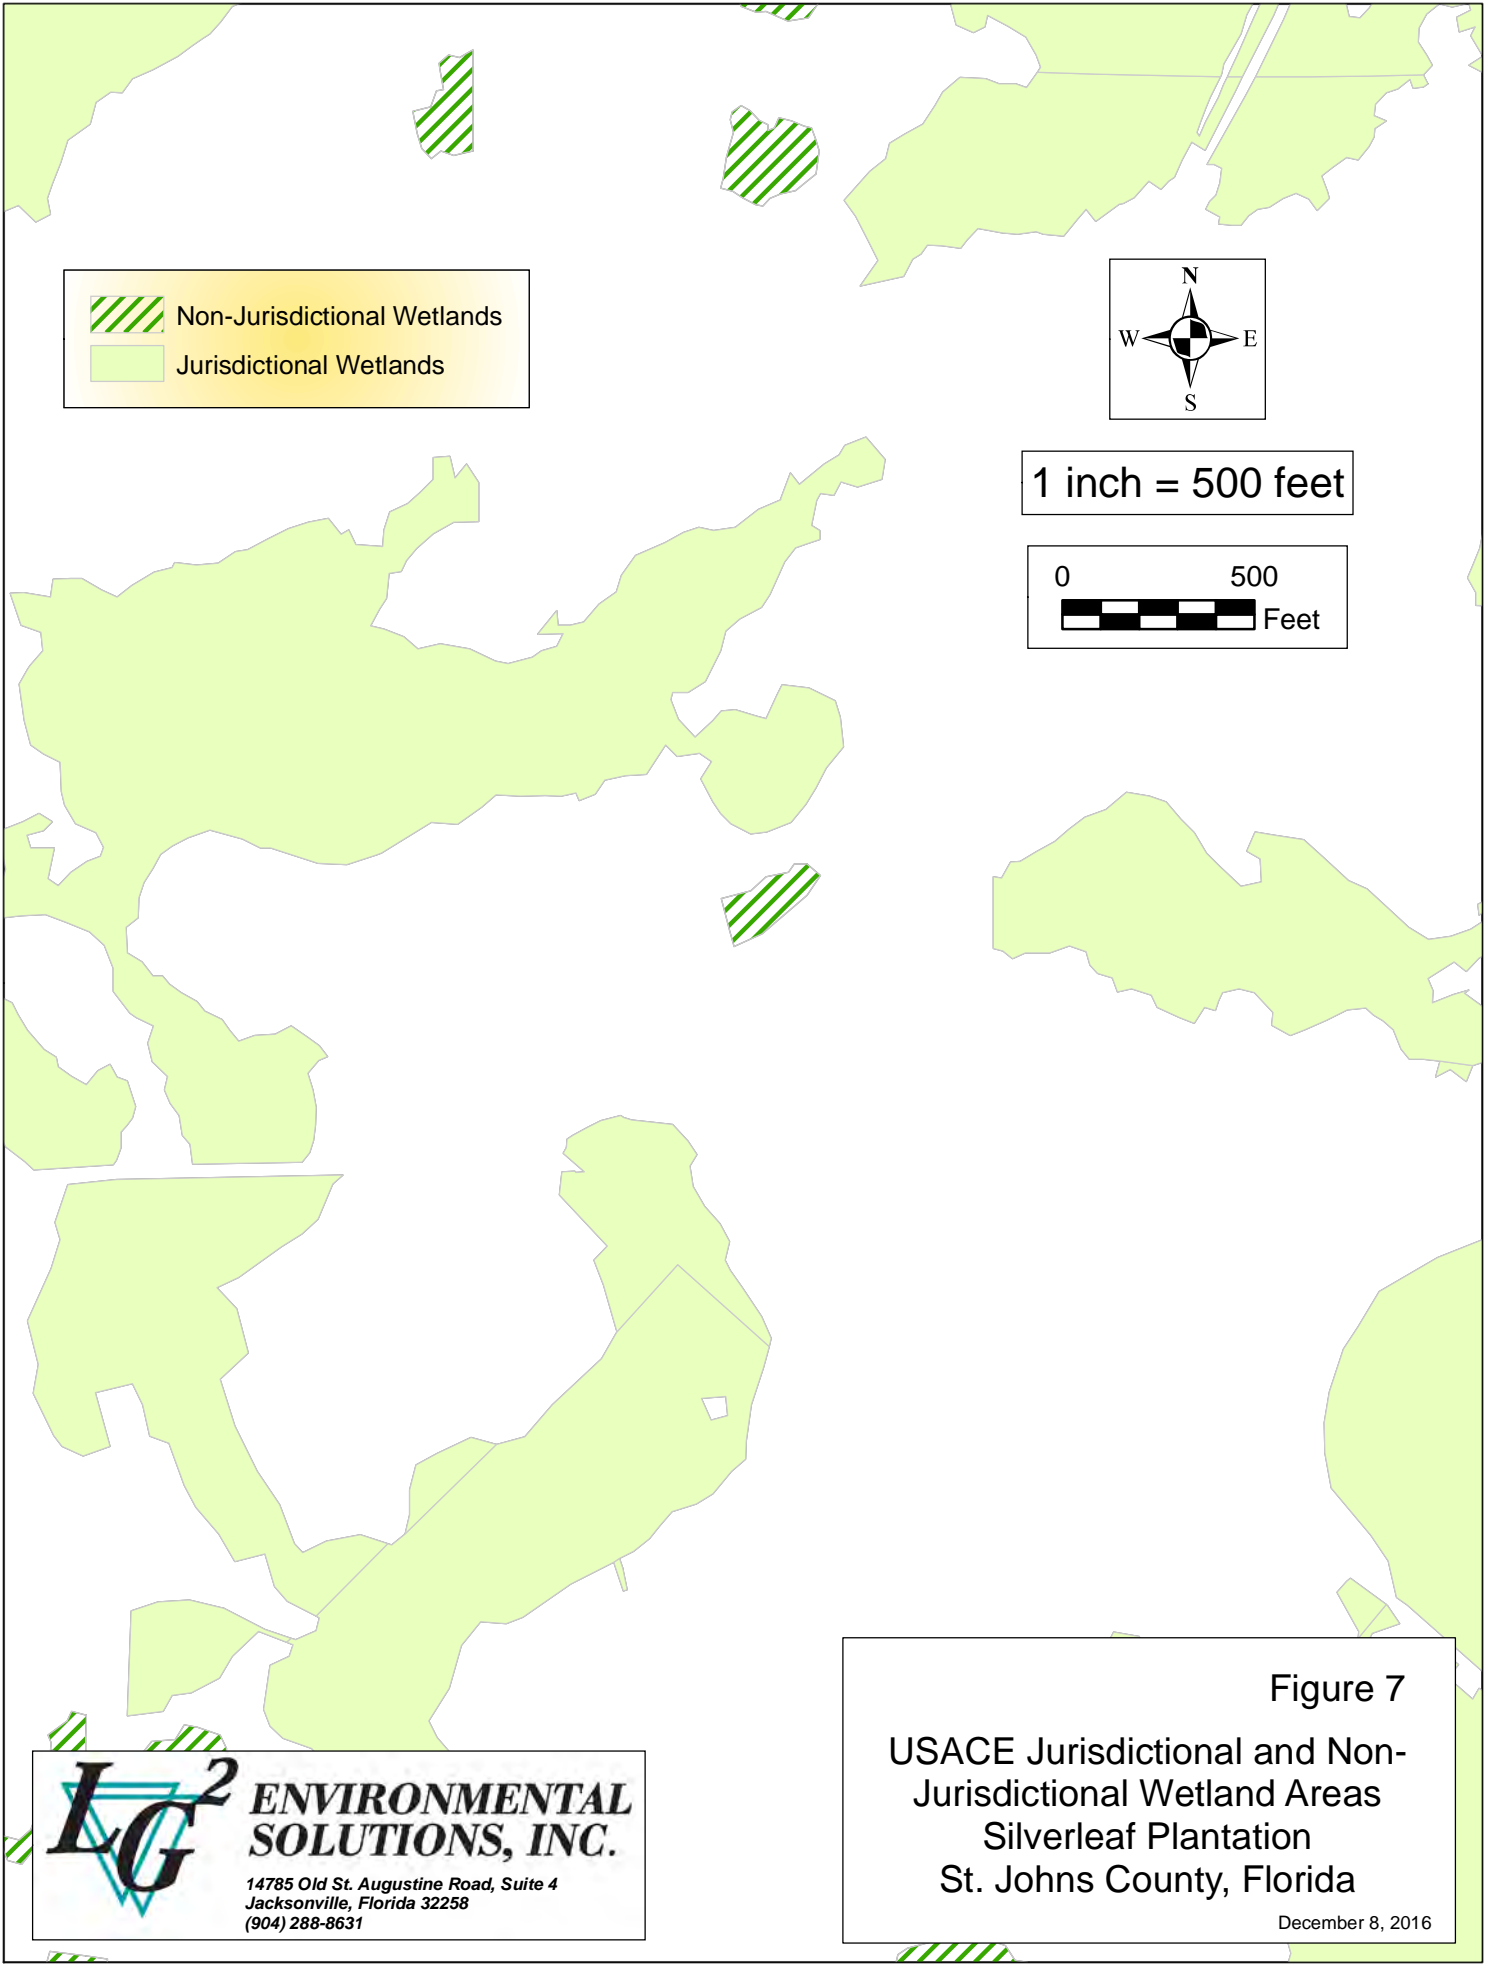 Non-Jurisdictional Wetlands
Jurisdictional Wetlands
N
W E
S
1 inch = 500 feet
0 500
Feet
Figure 7
USACE Jurisdictional and Non-
Jurisdictional Wetland Areas
Silverleaf Plantation
St. Johns County, Florida
December 8, 2016
LG2 ENVIRONMENTAL
SOLUTIONS, INC.
14785 Old St. Augustine Road, Suite 4
Jacksonville, Florida 32258
(904) 288-8631